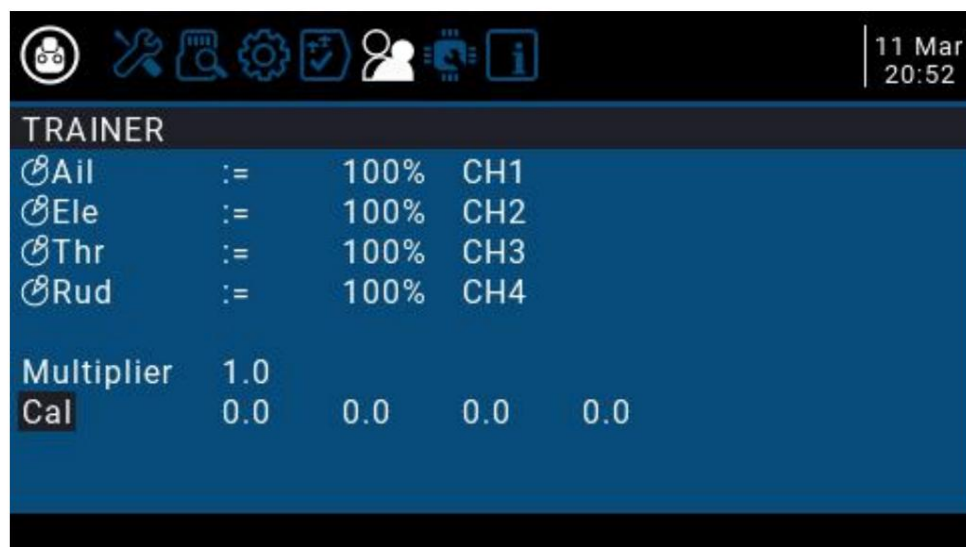 11 Mar
20:52
TRAINER
Ail := 100% CH1
Ele := 100% CH2
Thr := 100% CH3
Rud := 100% CH4
Multiplier 1.0
Cal 0.0 0.0 0.0 0.0